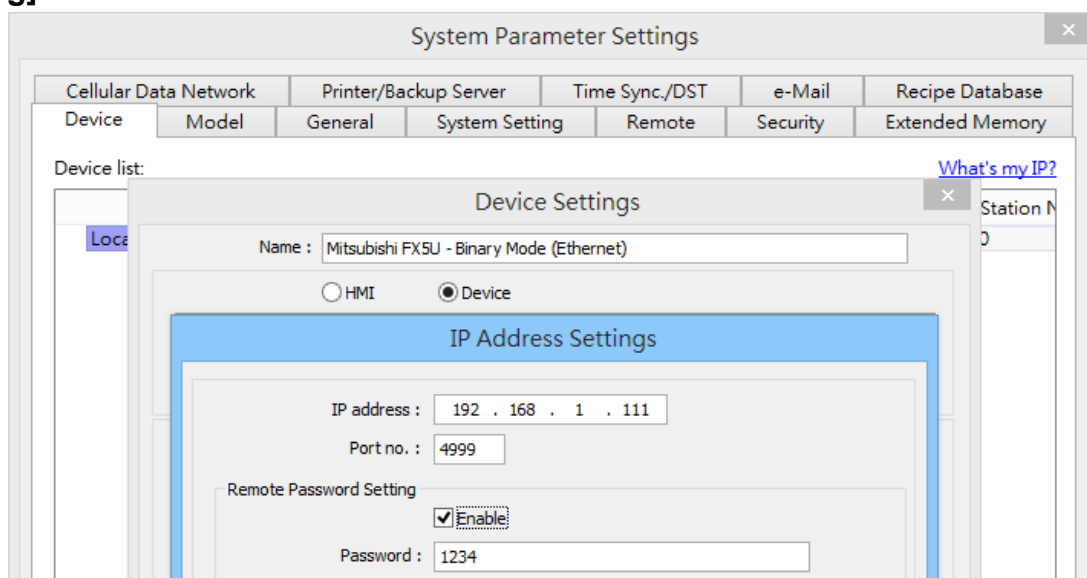 g]
System Parameter Settings
Cellular Data Network Printer/Backup Server Time Sync./DST e-Mail Recipe Database
Device Model General System Setting Remote Security Extended Memory
Device list: What's my IP?
Device Settings
Station N
Loca
Name : Mitsubishi FX5U - Binary Mode (Ethernet)
0
HMI Device
IP Address Settings
IP address : 192 . 168 . 1 . 111
Port no. : 4999
Remote Password Setting
Enable
Password : 1234